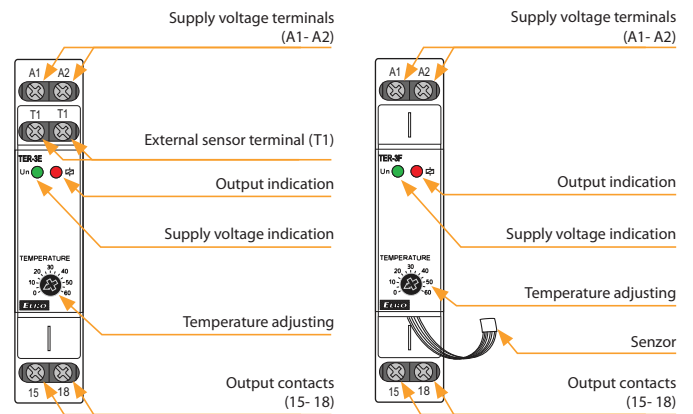 Supply voltage terminals
(A1- A2)
A1 A2
T1 T1
External sensor terminal (T1)
TER-3E
Un
Output indication
Supply voltage indication
TEMPERATURE
30
20 40
10 50
0 60
ELKO
Temperature adjusting
Output contacts
(15- 18)
15 18
Supply voltage terminals
(A1- A2)
A1 A2
TER-3F
Un
Output indication
Supply voltage indication
TEMPERATURE
30
20 40
10 50
0 60
ELKO
Temperature adjusting
Senzor
Output contacts
(15- 18)
15 18